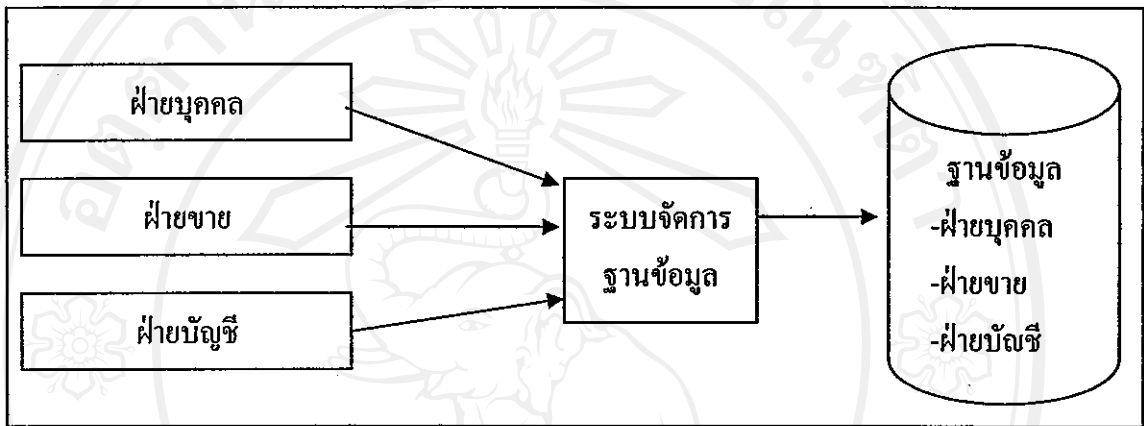 ฝ่ายบุคคล
ฝ่ายขาย
ฝ่ายบัญชี
ระบบจัดการ
ฐานข้อมูล
ฐานข้อมูล
-ฝ่ายบุคคล
-ฝ่ายขาย
-ฝ่ายบัญชี